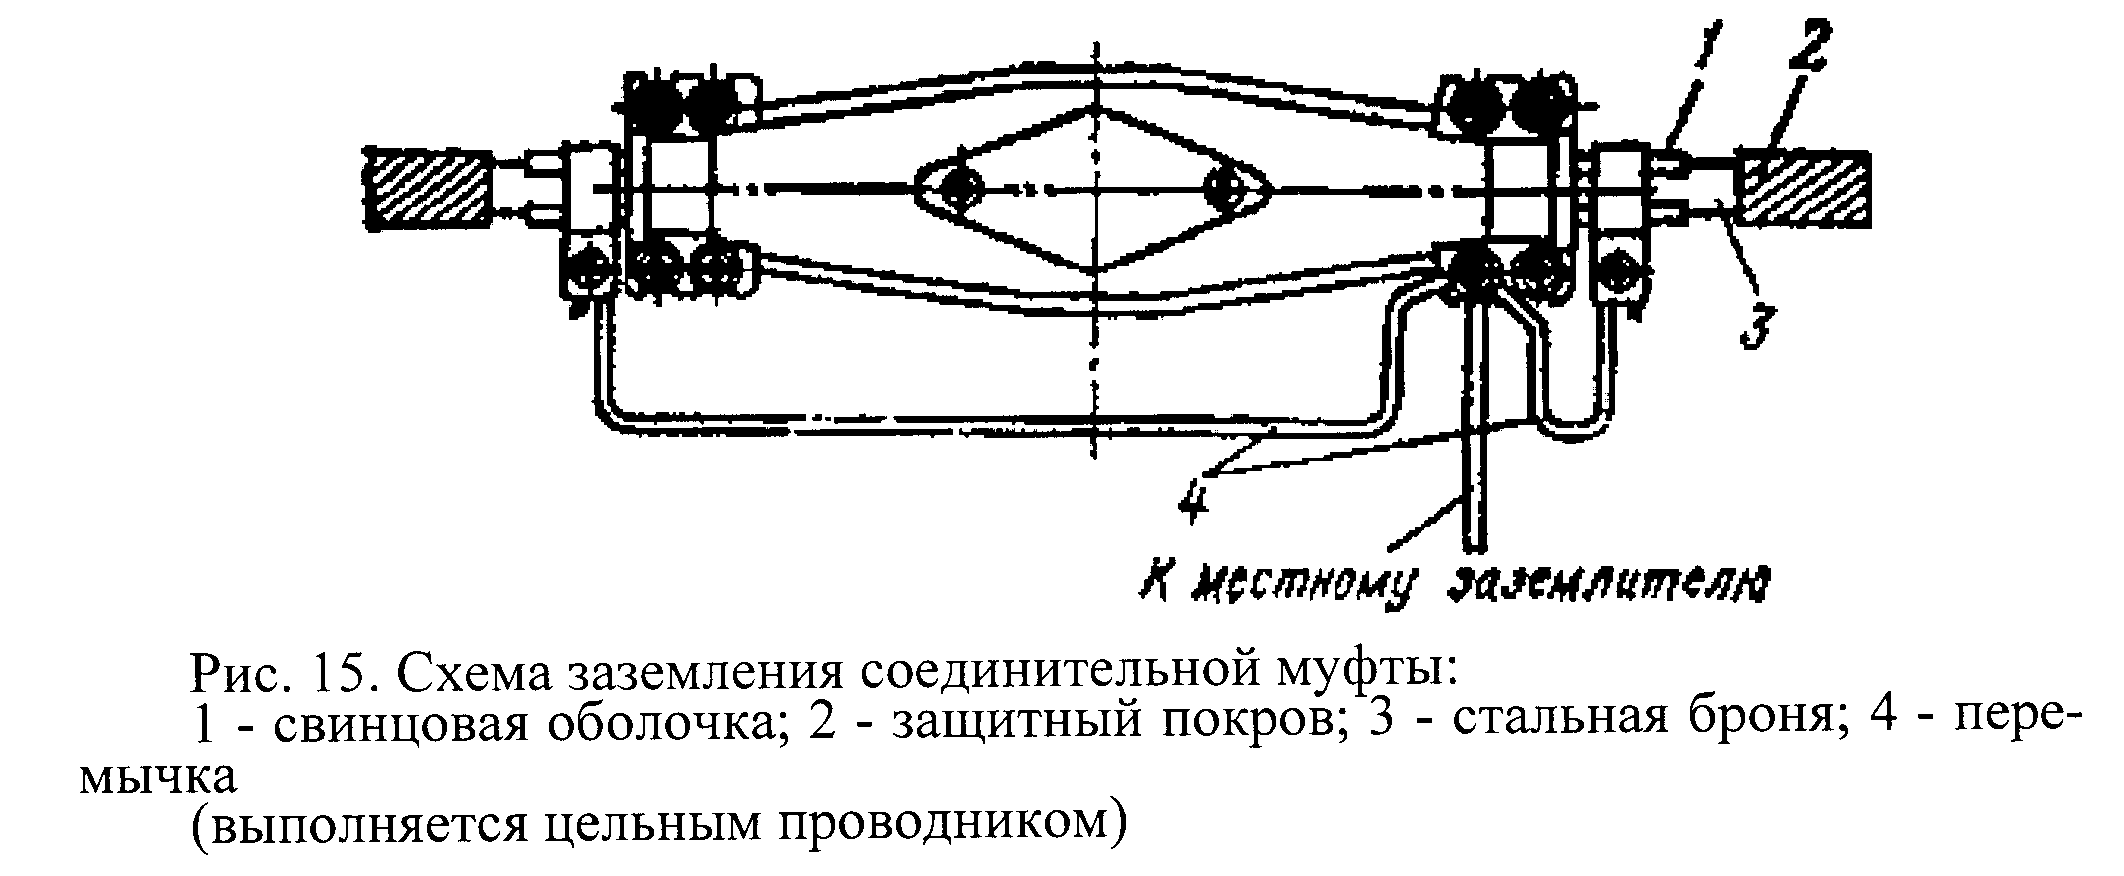 1
2
3
4
К местному заземлителю
Рис. 15. Схема заземления соединительной муфты:
1 - свинцовая оболочка; 2 - защитный покров; 3 - стальная броня; 4 - пере-
мычка
(выполняется цельным проводником)